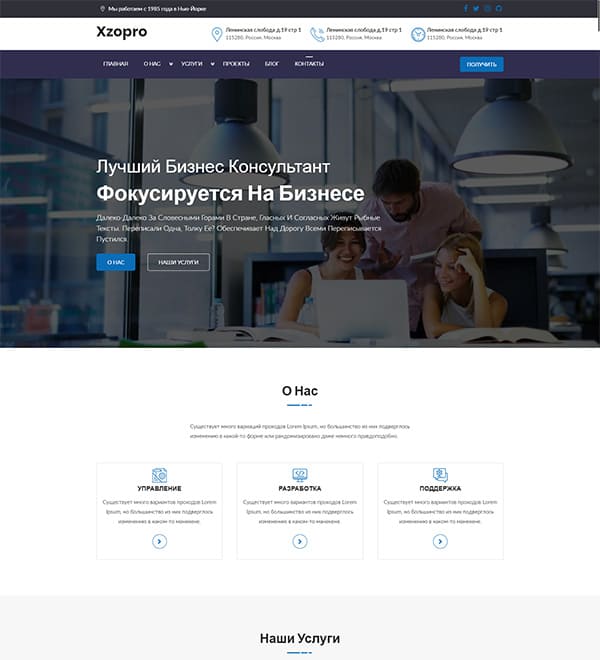 Мы работаем с 1985 года в Нью-Йорке
Xzopro
Ленинская слобода д.19 стр 1
115280, Россия, Москва
Ленинская слобода д.19 стр 1
115280, Россия, Москва
Ленинская слобода д.19 стр 1
115280, Россия, Москва
ГЛАВНАЯ О НАС УСЛУГИ ПРОЕКТЫ БЛОГ КОНТАКТЫ ПОЛУЧИТЬ
Лучший Бизнес Консультант
Фокусируется На Бизнесе
Далеко-Далеко За Словесными Горами В Стране, Гласных И Согласных Живут Рыбные
Тексты. Переписали Одна, Толку Ее? Обеспечивает Над Дорогу Всеми Переписывается
Пустился.
О НАС НАШИ УСЛУГИ
О Нас
Существует много вариаций проходов Lorem Ipsum, но большинство из них подверглось
изменению в какой-то форме или рандомизировано даже немного правдоподобно.
УПРАВЛЕНИЕ
Существует много вариантов проходов Lorem
Ipsum, но большинство из них подверглось
изменению в каком-то манекене.
РАЗРАБОТКА
Существует много вариантов проходов Lorem
Ipsum, но большинство из них подверглось
изменению в каком-то манекене.
ПОДДЕРЖКА
Существует много вариантов проходов Lorem
Ipsum, но большинство из них подверглось
изменению в каком-то манекене.
Наши Услуги